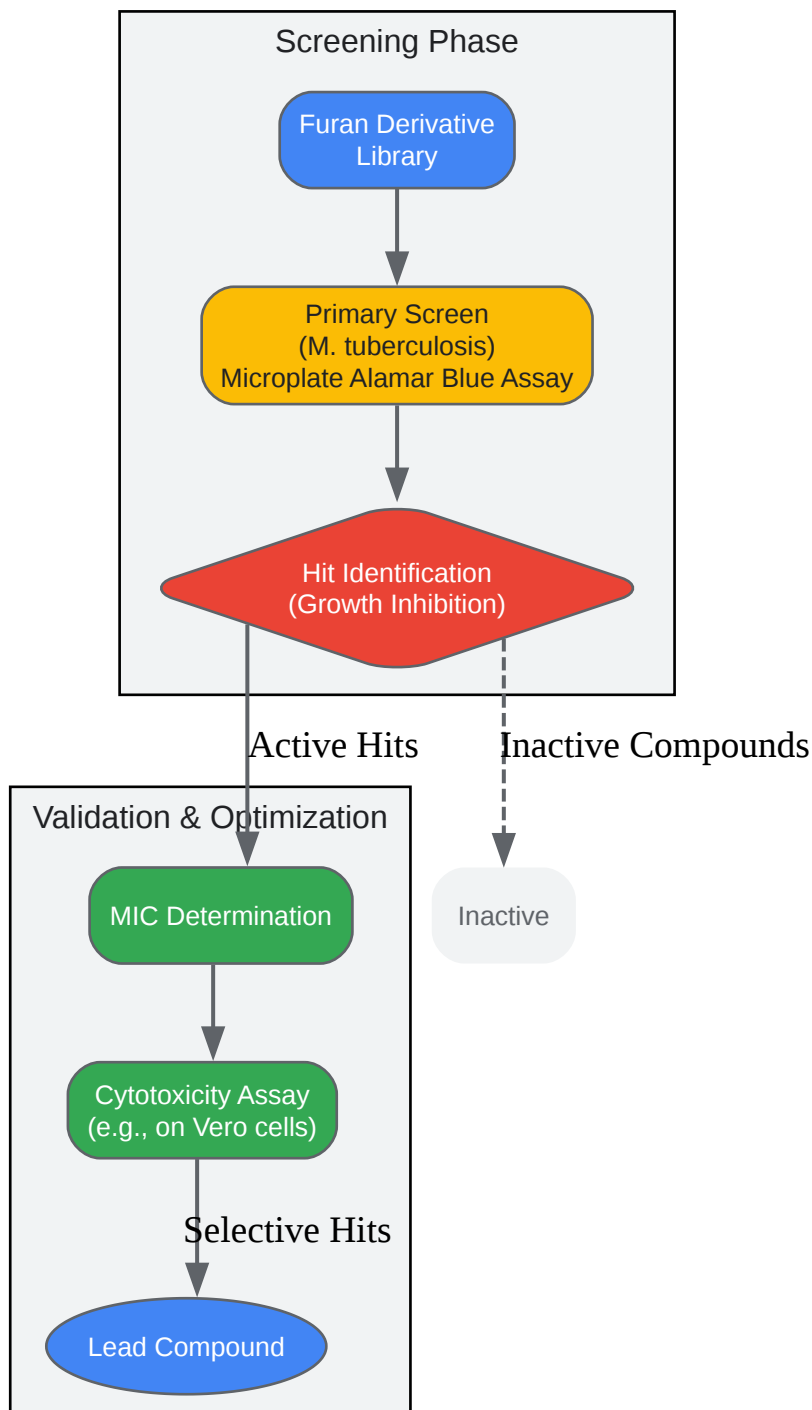 Screening Phase
Furan Derivative
Library
Primary Screen
(M. tuberculosis)
Microplate Alamar Blue Assay
Hit Identification
(Growth Inhibition)
Active Hits
Inactive Compounds
Validation & Optimization
MIC Determination
Inactive
Cytotoxicity Assay
(e.g., on Vero cells)
Selective Hits
Lead Compound